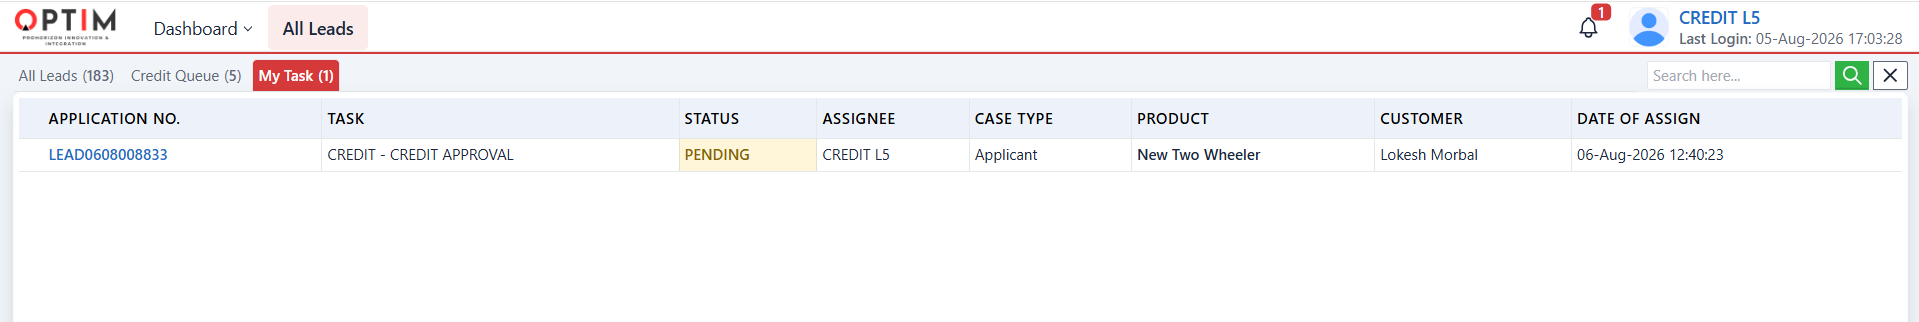 OPTIM
PROHORIZON INNOVATION &
INTEGRATION
Dashboard
All Leads
1
CREDIT L5
Last Login: 05-Aug-2026 17:03:28
All Leads (183)
Credit Queue (5)
My Task (1)
Search here...
APPLICATION NO. TASK STATUS ASSIGNEE CASE TYPE PRODUCT CUSTOMER DATE OF ASSIGN
LEAD0608008833 CREDIT - CREDIT APPROVAL PENDING CREDIT L5 Applicant New Two Wheeler Lokesh Morbal 06-Aug-2026 12:40:23